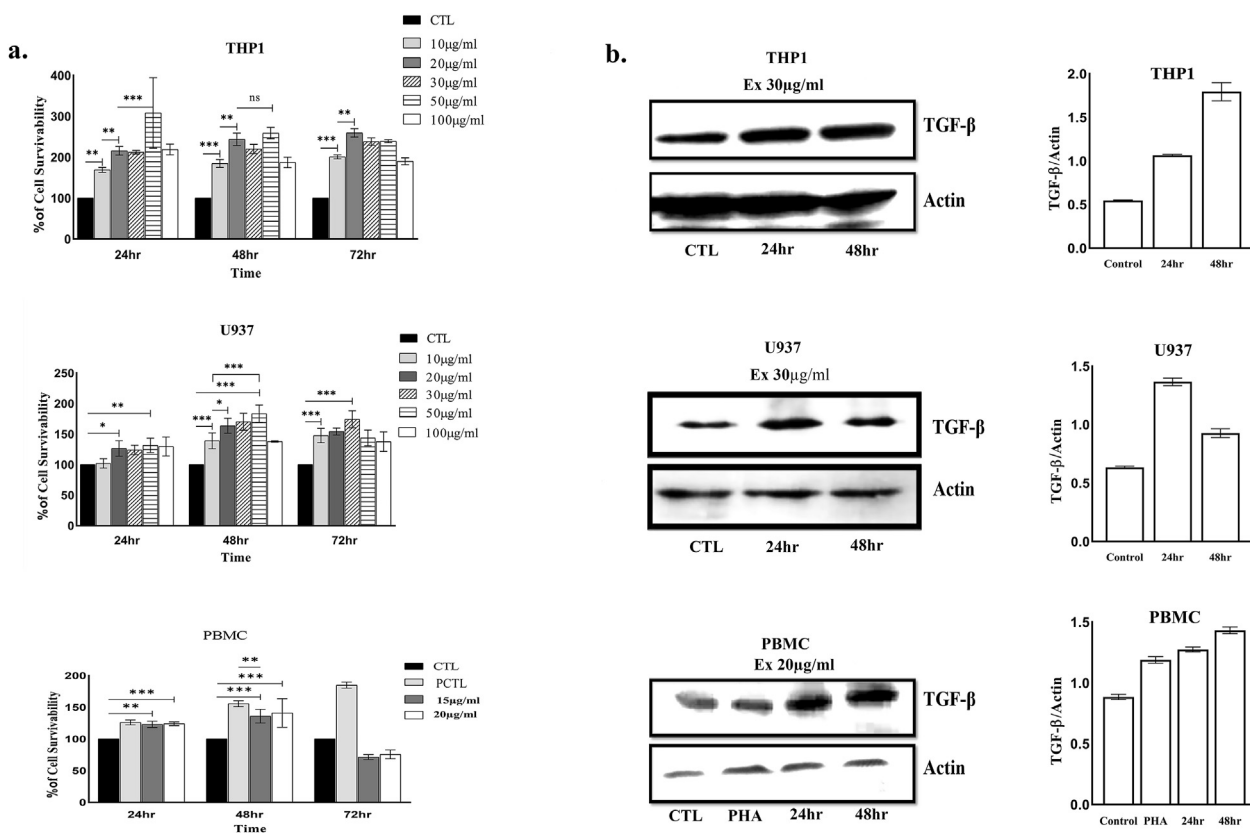 a.
THP1
CTL
10µg/ml
20µg/ml
30µg/ml
50µg/ml
100µg/ml
% of Cell Survivability
400
300
200
100
0
** ** ***
*** ** ns
*** **
24hr 48hr 72hr
Time
U937
CTL
10µg/ml
20µg/ml
30µg/ml
50µg/ml
100µg/ml
%of Cell Survivability
250
200
150
100
50
0
* **
*** * *** ***
*** ***
24hr 48hr 72hr
Time
PBMC
CTL
PCTL
15µg/ml
20µg/ml
%of Cell Survivability
200
150
100
50
0
** ***
*** *** **
24hr 48hr 72hr
Time
b.
THP1
Ex 30µg/ml
TGF-β
Actin
CTL 24hr 48hr
THP1
TGF-β/Actin
2.0
1.5
1.0
0.5
0.0
Control 24hr 48hr
U937
Ex 30µg/ml
TGF-β
Actin
CTL 24hr 48hr
U937
TGF-β/Actin
1.5
1.0
0.5
0.0
Control 24hr 48hr
PBMC
Ex 20µg/ml
TGF-β
Actin
CTL PHA 24hr 48hr
PBMC
TGF-β/Actin
1.5
1.0
0.5
0.0
Control PHA 24hr 48hr